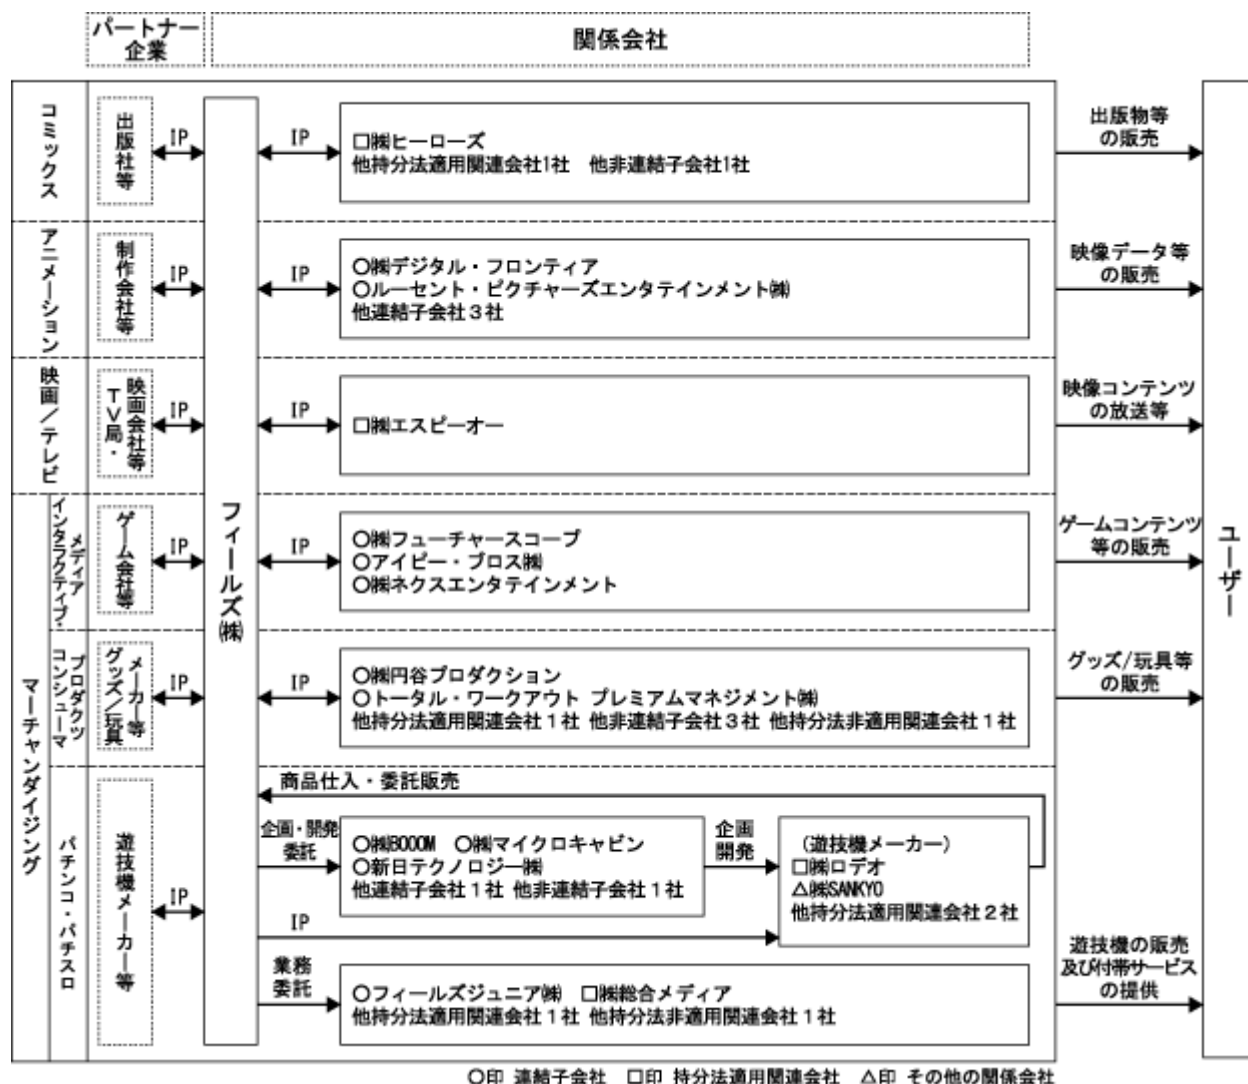 パートナー
企業
関係会社
コミックス
出版社等
IP
IP
□㈱ヒーローズ
他持分法適用関連会社1社　他非連結子会社1社
出版物等
の販売
アニメーション
制作会社等
IP
IP
○㈱デジタル・フロンティア
○ルーセント・ピクチャーズエンタテインメント㈱
他連結子会社３社
映像データ等
の販売
映画／テレビ
映画会社等
TV局・
IP
IP
□㈱エスピーオー
映像コンテンツ
の放送等
フィールズ㈱
ユーザー
マーチャンダイジング
メディア
インタラクティブ・
ゲーム会社等
IP
IP
○㈱フューチャースコープ
○アイピー・ブロス㈱
○㈱ネクスエンタテインメント
ゲームコンテンツ
等の販売
プロダクツ
コンシューマ
メーカー等
グッズ／玩具
IP
IP
○㈱円谷プロダクション
○トータル・ワークアウト プレミアムマネジメント㈱
他持分法適用関連会社１社 他非連結子会社３社 他持分法非適用関連会社１社
グッズ/玩具等
の販売
パチンコ・パチスロ
遊技機メーカー等
IP
商品仕入・委託販売
企画・開発
委託
○㈱BOOOM　○㈱マイクロキャビン
○新日テクノロジー㈱
他連結子会社１社 他非連結子会社１社
企画
開発
(遊技機メーカー)
□㈱ロデオ
△㈱SANKYO
他持分法適用関連会社２社
IP
業務
委託
○フィールズジュニア㈱　□㈱総合メディア
他持分法適用関連会社１社 他持分法非適用関連会社１社
遊技機の販売
及び付帯サービス
の提供
○印 連結子会社　□印 持分法適用関連会社　△印 その他の関係会社